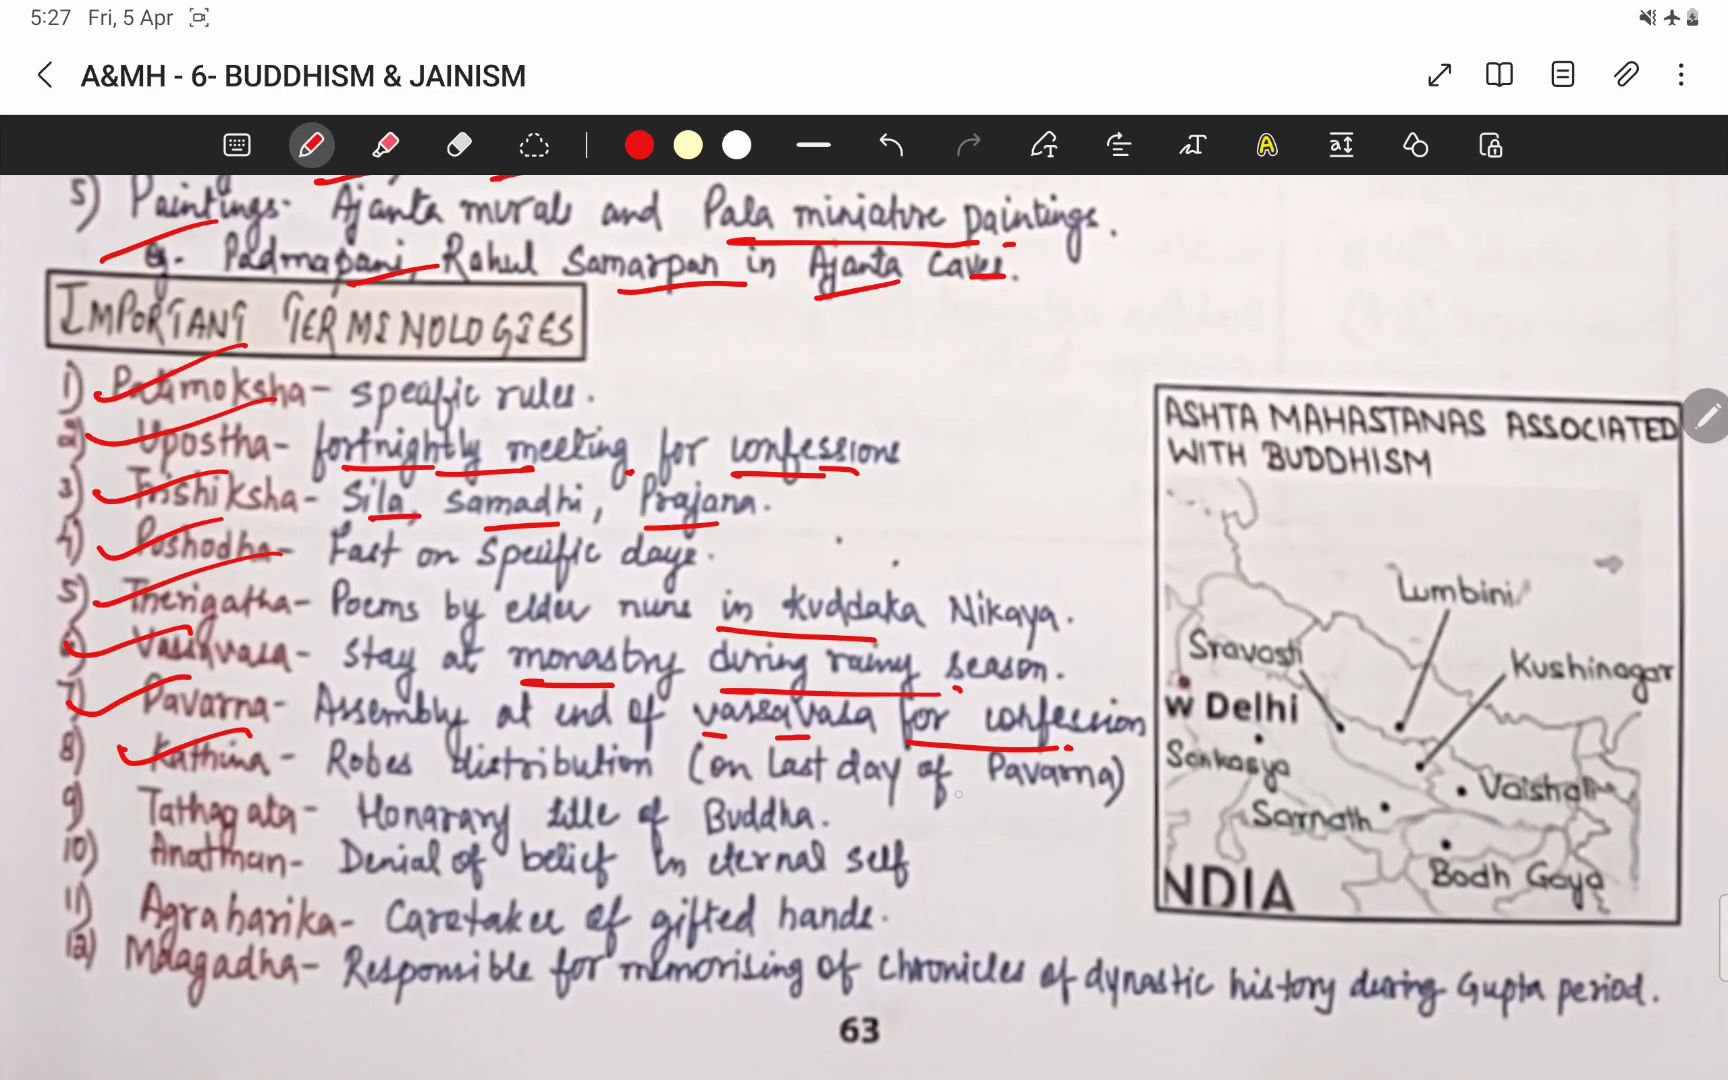 5:27 Fri, 5 Apr
A&MH - 6- BUDDHISM & JAINISM
5) Paintings- Ajanta murals and Pala miniature paintings.
eg. Padmapani, Rahul Samarpan in Ajanta Caves.
IMPORTANT TERMINOLOGIES
1) Patimoksha- specific rules.
2) Upostha- fortnightly meeting for confessions
3) Trishiksha- Sila, Samadhi, Prajana.
4) Poshodha- Fast on specific days.
5) Therigatha- Poems by elder nuns in Kuddaka Nikaya.
6) Vassavasa- Stay at monastry during rainy season.
7) Pavarna- Assembly at end of vassavasa for confession
8) Kathina- Robes distribution (on last day of Pavarna)
9) Tathagata- Honarary title of Buddha.
10) Anatman- Denial of belief in eternal self
11) Agraharika- Caretaker of gifted lands.
12) Magadha- Responsible for memorising of chronicles of dynastic history during Gupta period.
ASHTA MAHASTANAS ASSOCIATED
WITH BUDDHISM
Lumbini
Sravasti
Kushinagar
w Delhi
Sankasya
Vaishali
Sarnath
Bodh Gaya
NDIA
63